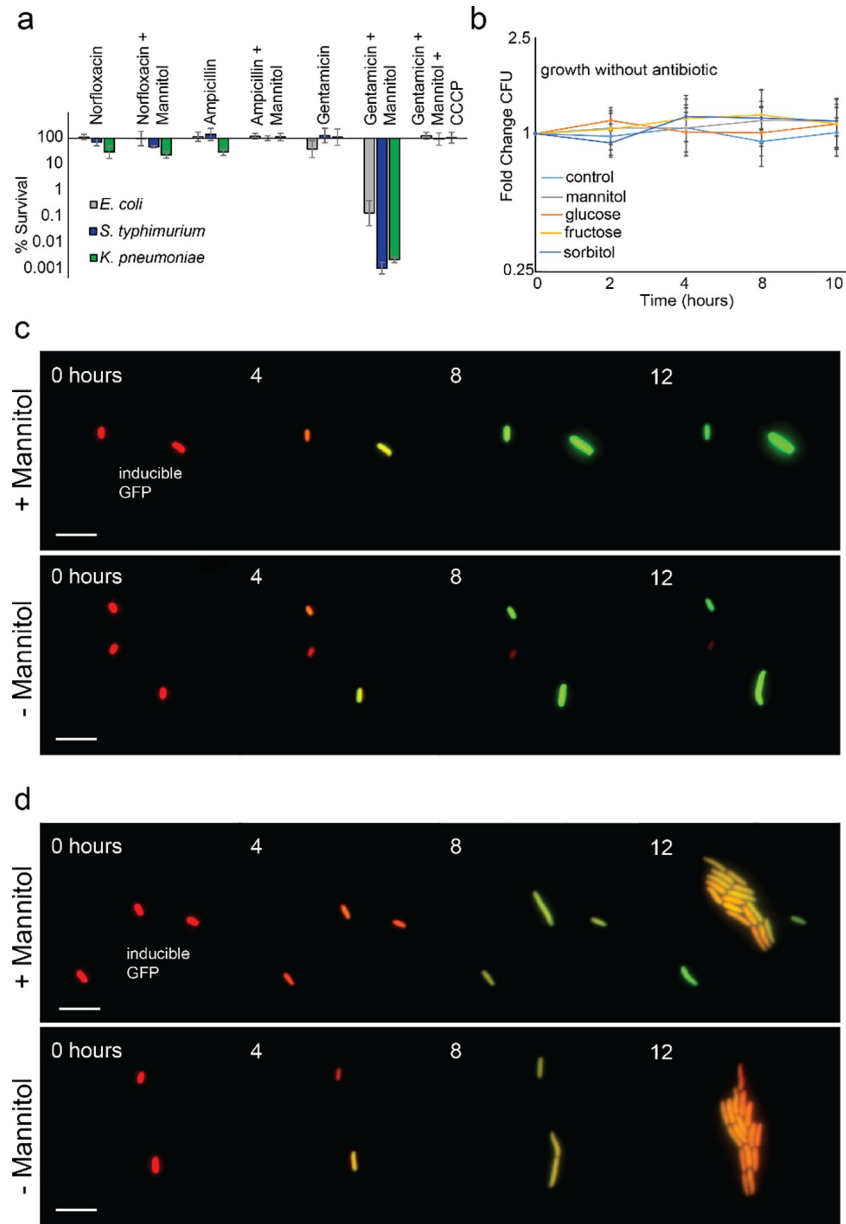 a
Norfloxacin
Norfloxacin +
Mannitol
Ampicillin
Ampicillin +
Mannitol
Gentamicin
Gentamicin +
Mannitol
Gentamicin +
Mannitol +
CCCP
% Survival
100
10
1
0.1
0.01
0.001
E. coli
S. typhimurium
K. pneumoniae
b
Fold Change CFU
2.5
1
0.25
growth without antibiotic
control
mannitol
glucose
fructose
sorbitol
0
2
4
8
10
Time (hours)
c
+ Mannitol
0 hours
4
8
12
inducible
GFP
- Mannitol
0 hours
4
8
12
d
+ Mannitol
0 hours
4
8
12
inducible
GFP
- Mannitol
0 hours
4
8
12